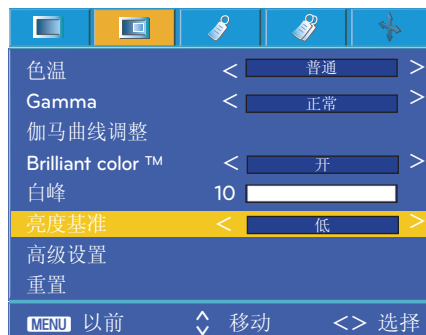 色温 < 普通 >
Gamma < 正常 >
伽马曲线调整
Brilliant color ™ < 开 >
白峰 10
亮度基准 < 低 >
高级设置
重置
MENU 以前 移动 <> 选择